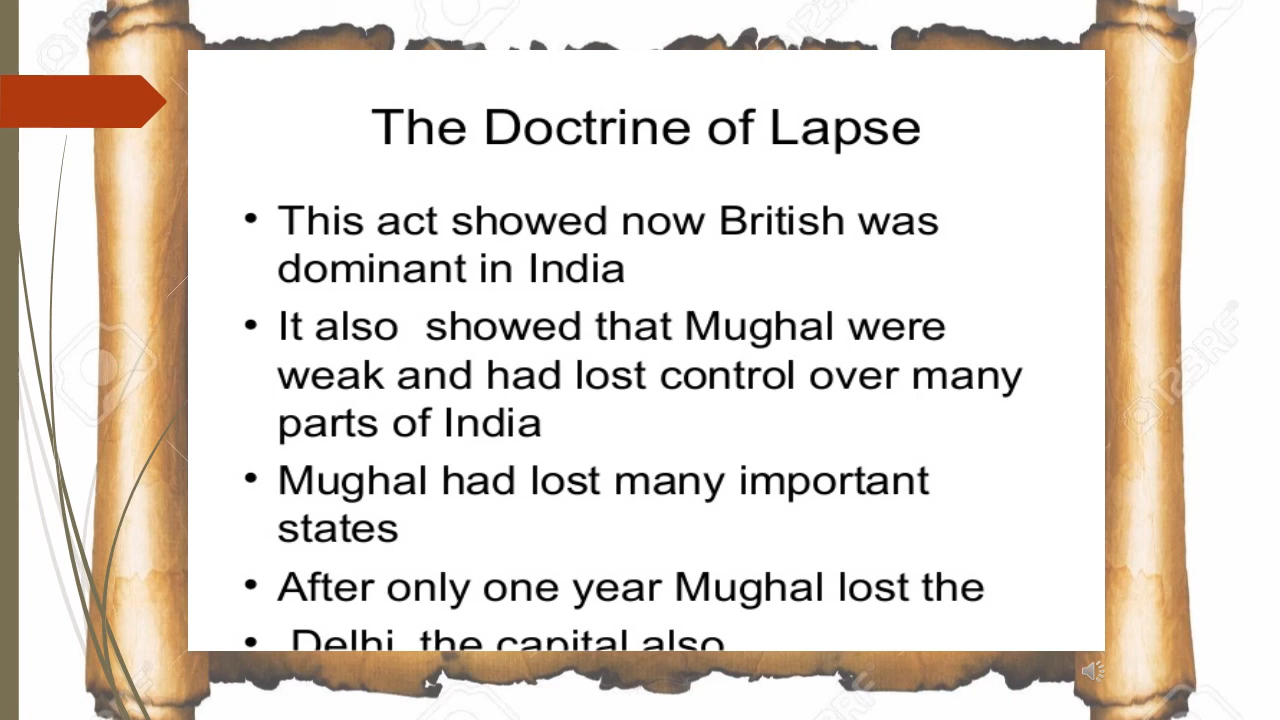 The Doctrine of Lapse
• This act showed now British was
dominant in India
• It also showed that Mughal were
weak and had lost control over many
parts of India
• Mughal had lost many important
states
• After only one year Mughal lost the
• Delhi the capital also
123RF